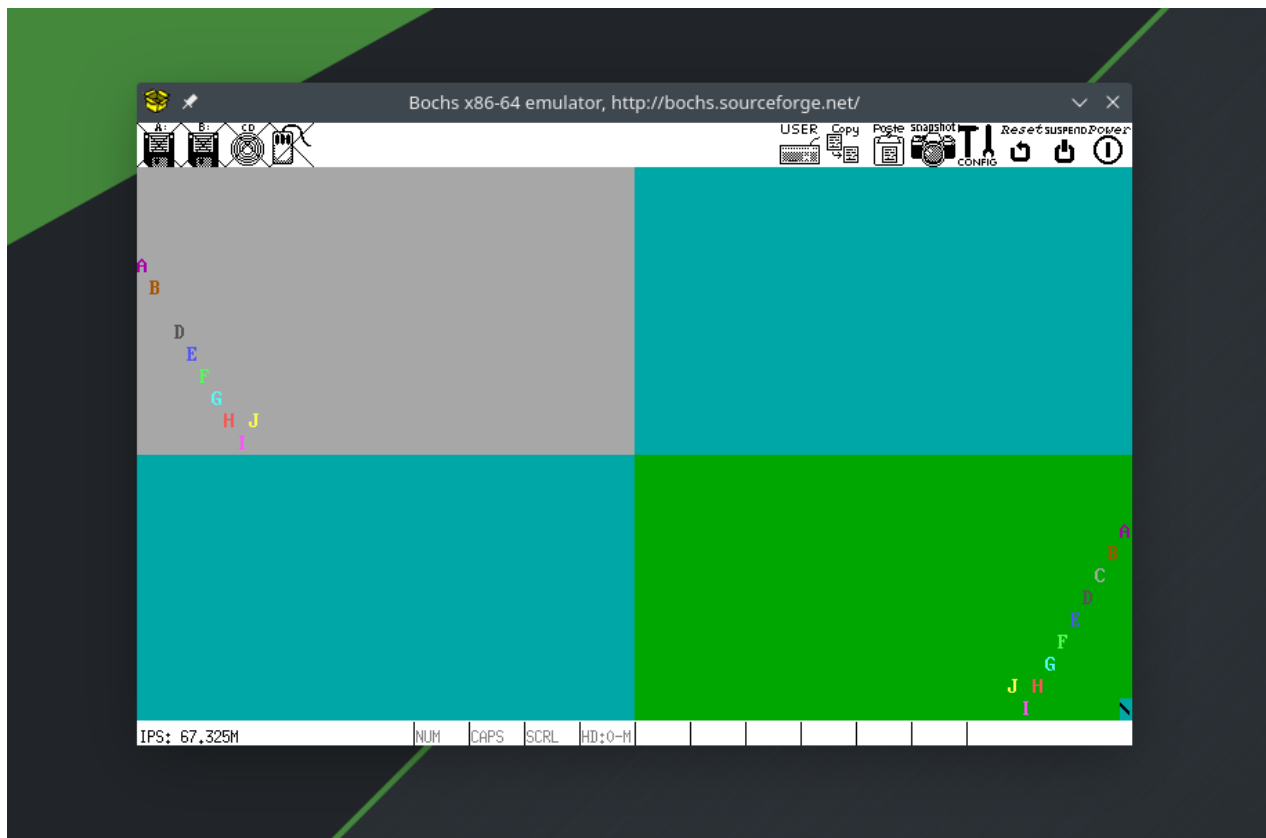 Bochs x86-64 emulator, http://bochs.sourceforge.net/
A: B: CD USER Copy Paste snapshot CONFIG Reset SUSPEND Power
A
B
D
E
F
G
H J
I
A
B
C
D
E
F
G
J H
I
\
IPS: 67.325M NUM CAPS SCRL HD:0-M